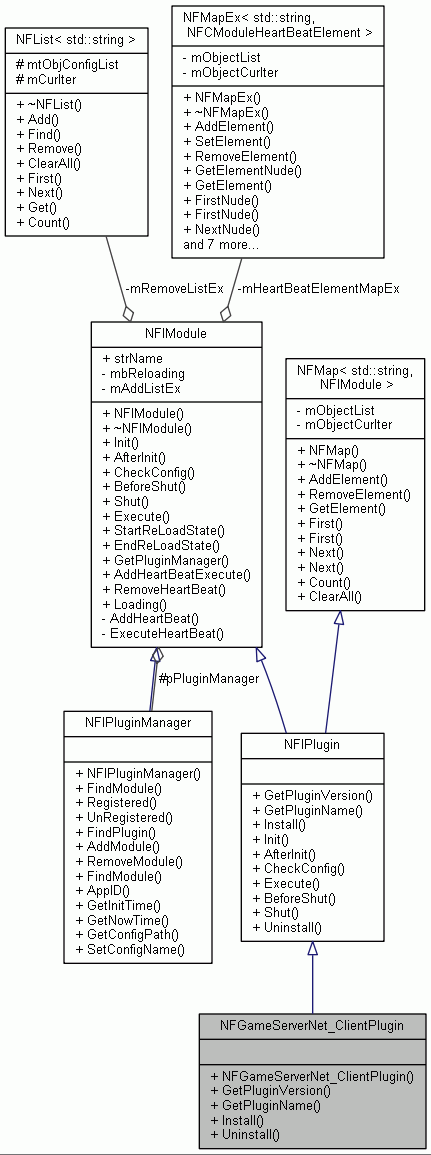 NFList< std::string >
# mtObjConfigList
# mCurIter
+ ~NFList()
+ Add()
+ Find()
+ Remove()
+ ClearAll()
+ First()
+ Next()
+ Get()
+ Count()
NFMapEx< std::string,
NFCModuleHeartBeatElement >
- mObjectList
- mObjectCurIter
+ NFMapEx()
+ ~NFMapEx()
+ AddElement()
+ SetElement()
+ RemoveElement()
+ GetElementNude()
+ GetElement()
+ FirstNude()
+ FirstNude()
+ NextNude()
and 7 more...
-mRemoveListEx
-mHeartBeatElementMapEx
NFIModule
+ strName
- mbReloading
- mAddListEx
+ NFIModule()
+ ~NFIModule()
+ Init()
+ AfterInit()
+ CheckConfig()
+ BeforeShut()
+ Shut()
+ Execute()
+ StartReLoadState()
+ EndReLoadState()
+ GetPluginManager()
+ AddHeartBeatExecute()
+ RemoveHeartBeat()
+ Loading()
- AddHeartBeat()
- ExecuteHeartBeat()
NFMap< std::string,
NFIModule >
- mObjectList
- mObjectCurIter
+ NFMap()
+ ~NFMap()
+ AddElement()
+ RemoveElement()
+ GetElement()
+ First()
+ First()
+ Next()
+ Next()
+ Count()
+ ClearAll()
#pPluginManager
NFIPluginManager
+ NFIPluginManager()
+ FindModule()
+ Registered()
+ UnRegistered()
+ FindPlugin()
+ AddModule()
+ RemoveModule()
+ FindModule()
+ AppID()
+ GetInitTime()
+ GetNowTime()
+ GetConfigPath()
+ SetConfigName()
NFIPlugin
+ GetPluginVersion()
+ GetPluginName()
+ Install()
+ Init()
+ AfterInit()
+ CheckConfig()
+ Execute()
+ BeforeShut()
+ Shut()
+ Uninstall()
NFGameServerNet_ClientPlugin
+ NFGameServerNet_ClientPlugin()
+ GetPluginVersion()
+ GetPluginName()
+ Install()
+ Uninstall()